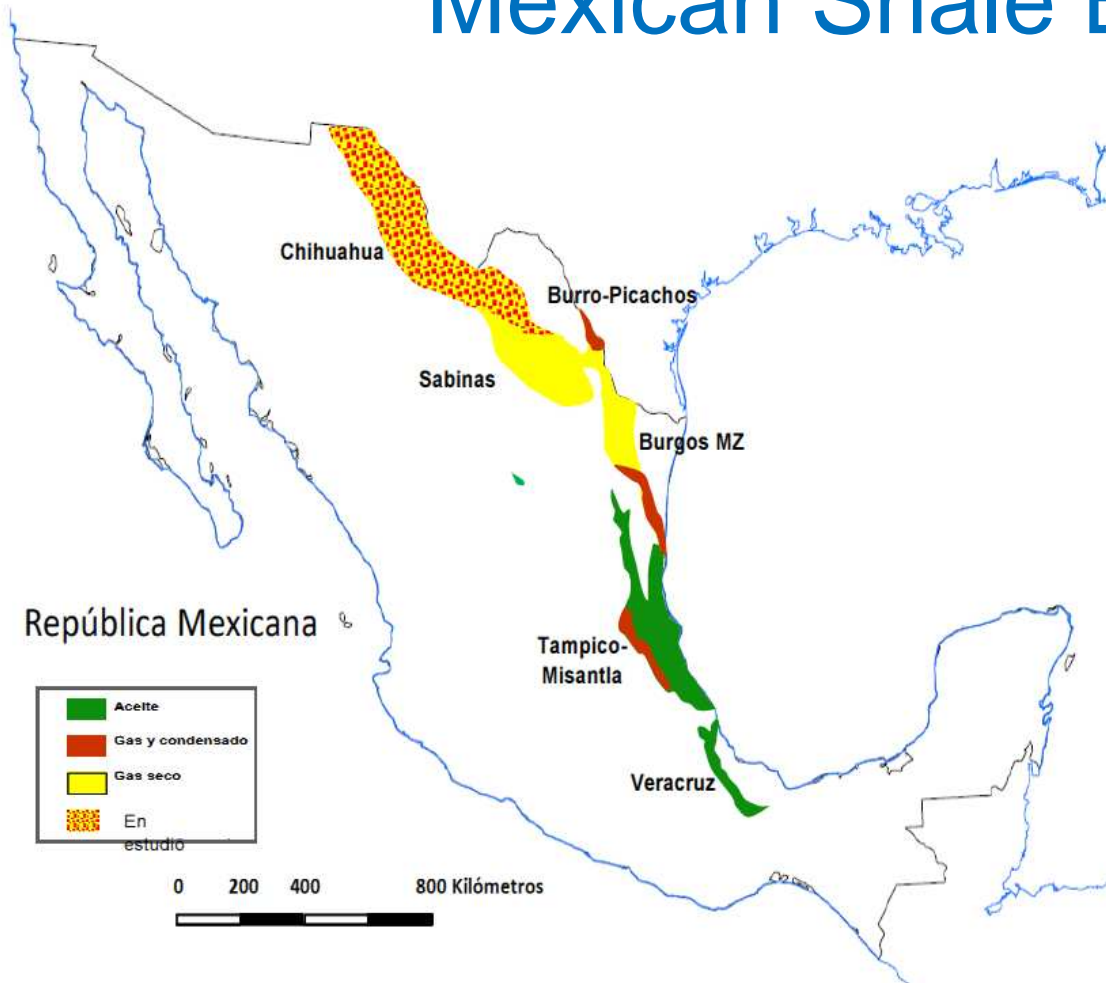 Mexican Shale B
Chihuahua
Burro-Picachos
Sabinas
Burgos MZ
República Mexicana
Tampico-
Misantla
Aceite
Gas y condensado
Gas seco
Veracruz
En
estudio
0 200 400 800 Kilómetros